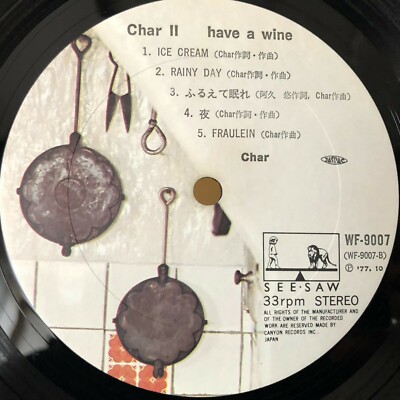 Char II have a wine
1. ICE CREAM (Char作詞・作曲)
2. RAINY DAY (Char作詞・作曲)
3. ふるえて眠れ (阿久 悠作詞, Char作曲)
4. 夜 (Char作詞・作曲)
5. FRAULEIN (Char作曲)
Char
WF-9007
(WF-9007-B)
Ⓟ '77. 10
SEE・SAW
33rpm STEREO
ALL RIGHTS OF THE MANUFACTURER AND
OF THE OWNER OF THE RECORDED
WORK ARE RESERVED MADE BY
CANYON RECORDS INC.
JAPAN